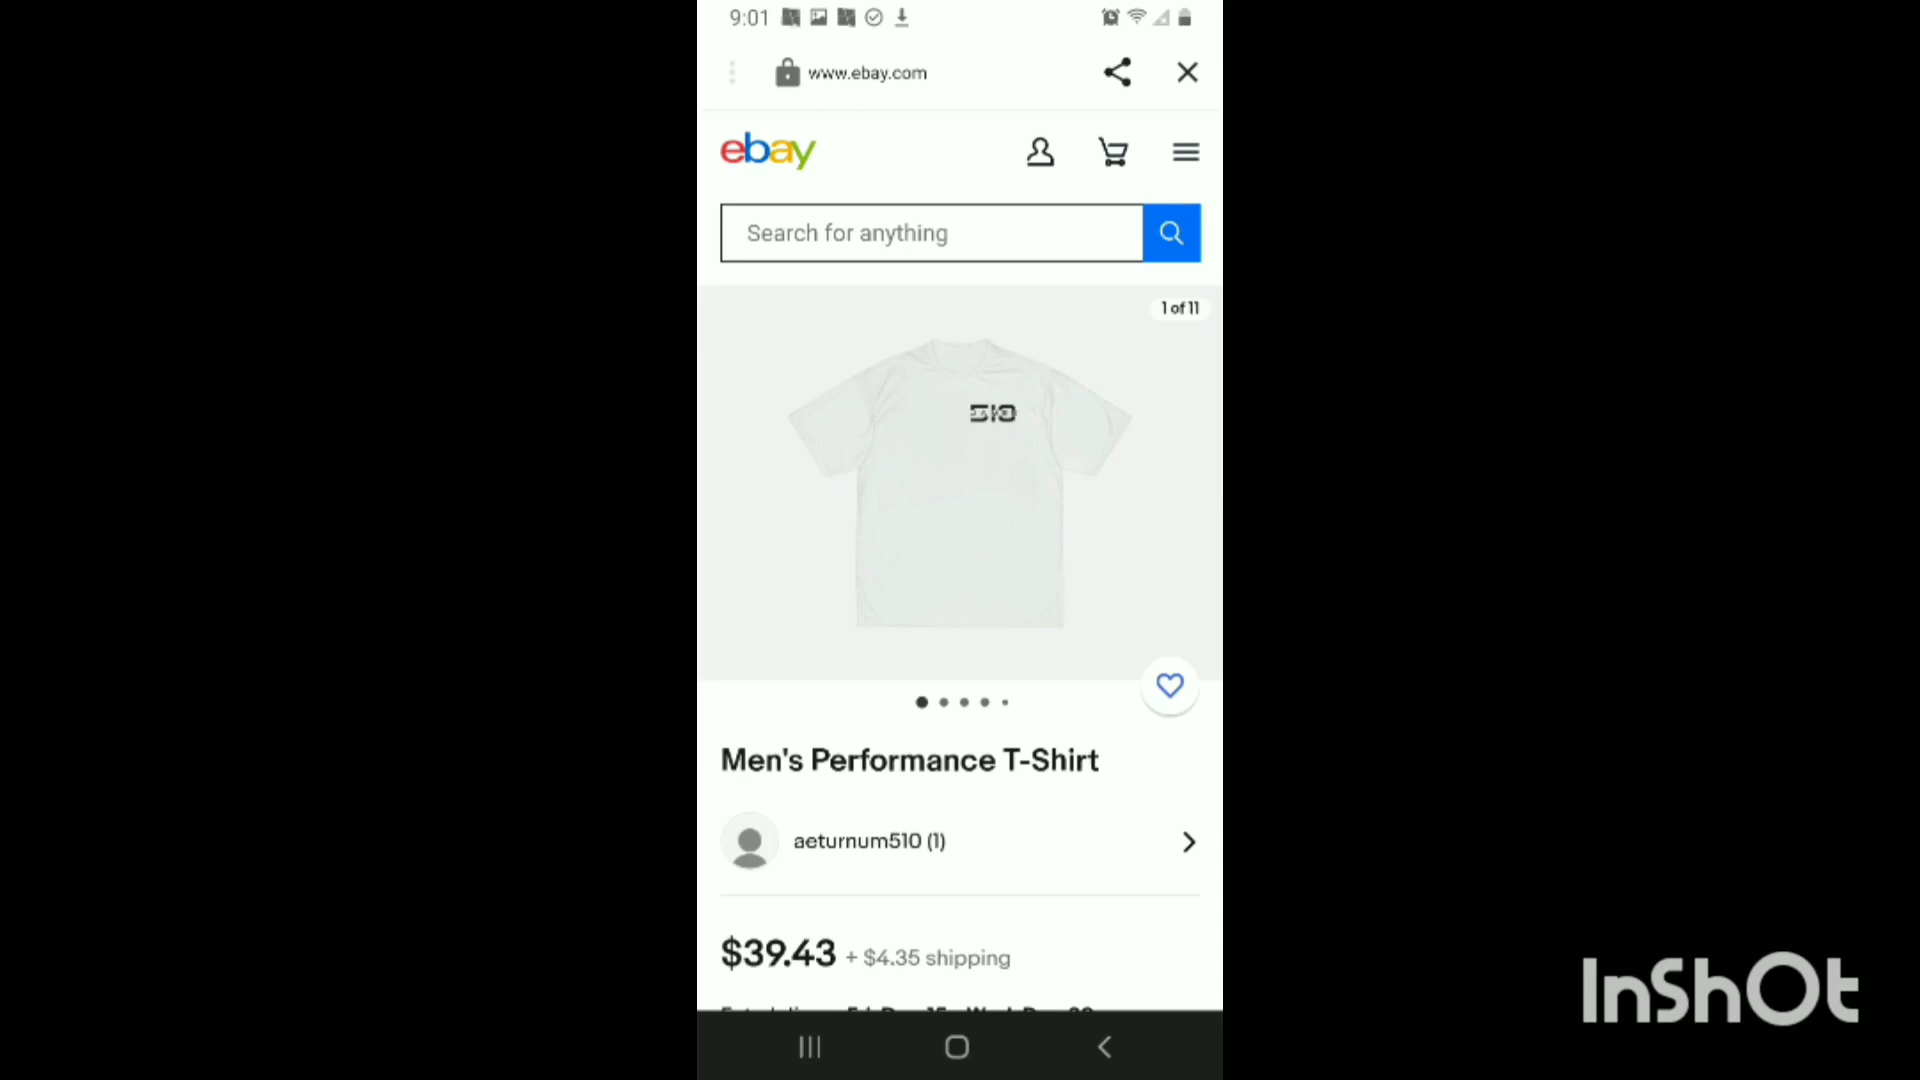 9:01
www.ebay.com
ebay
Search for anything
1 of 11
510
Men's Performance T-Shirt
aeturnum510 (1)
$39.43 + $4.35 shipping
InShOt